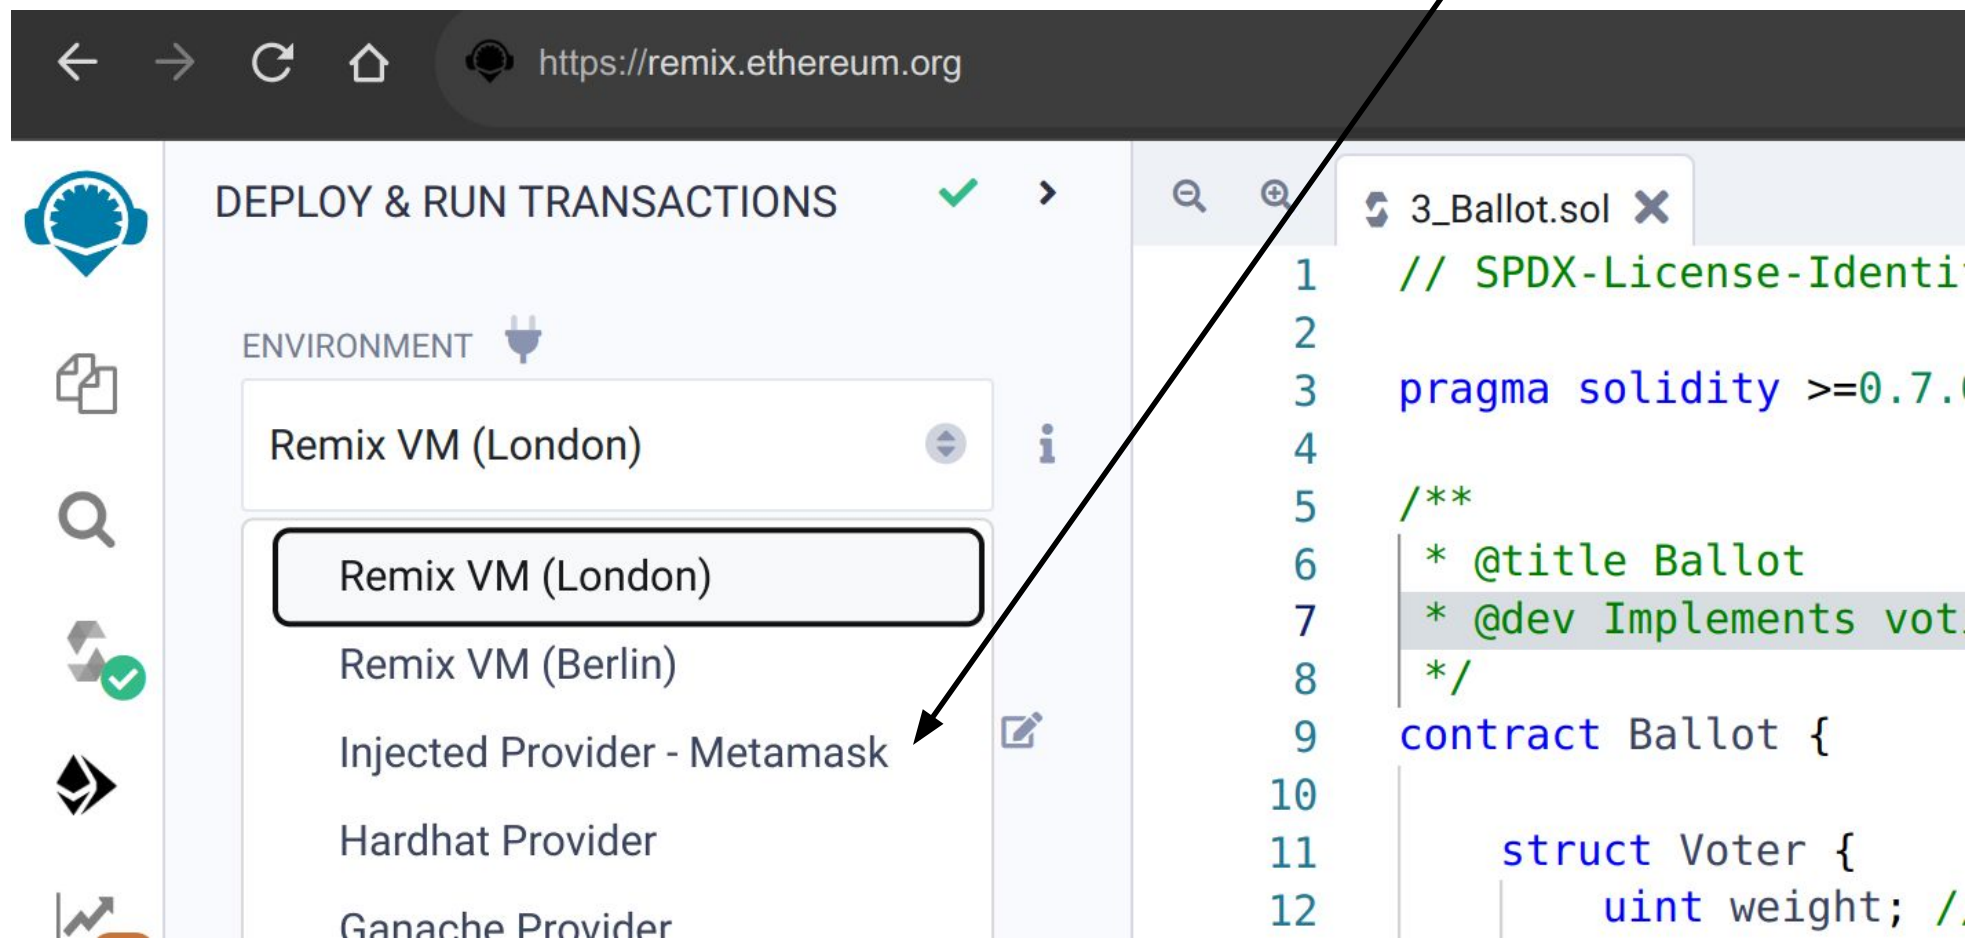 https://remix.ethereum.org
DEPLOY & RUN TRANSACTIONS
ENVIRONMENT
Remix VM (London)
Remix VM (London)
Remix VM (Berlin)
Injected Provider - Metamask
Hardhat Provider
Ganache Provider
3_Ballot.sol
1 // SPDX-License-Identi
2
3 pragma solidity >=0.7.
4
5 /**
6 * @title Ballot
7 * @dev Implements vot
8 */
9 contract Ballot {
10
11 struct Voter {
12 uint weight; //